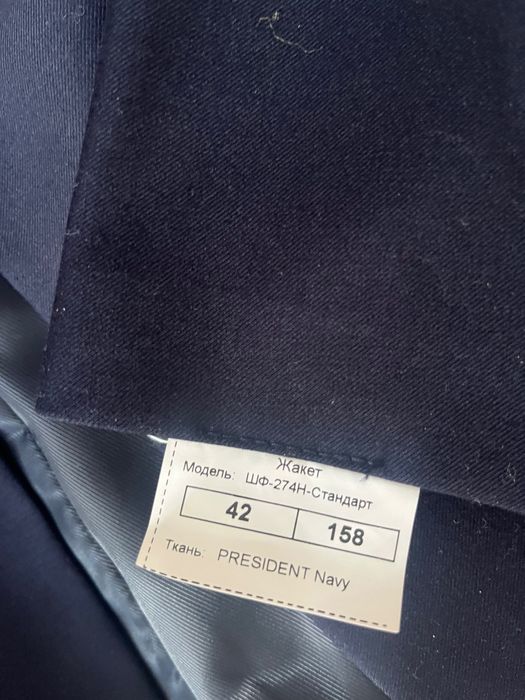 Жакет
Модель: ШФ-274Н-Стандарт
42 158
Ткань: PRESIDENT Navy